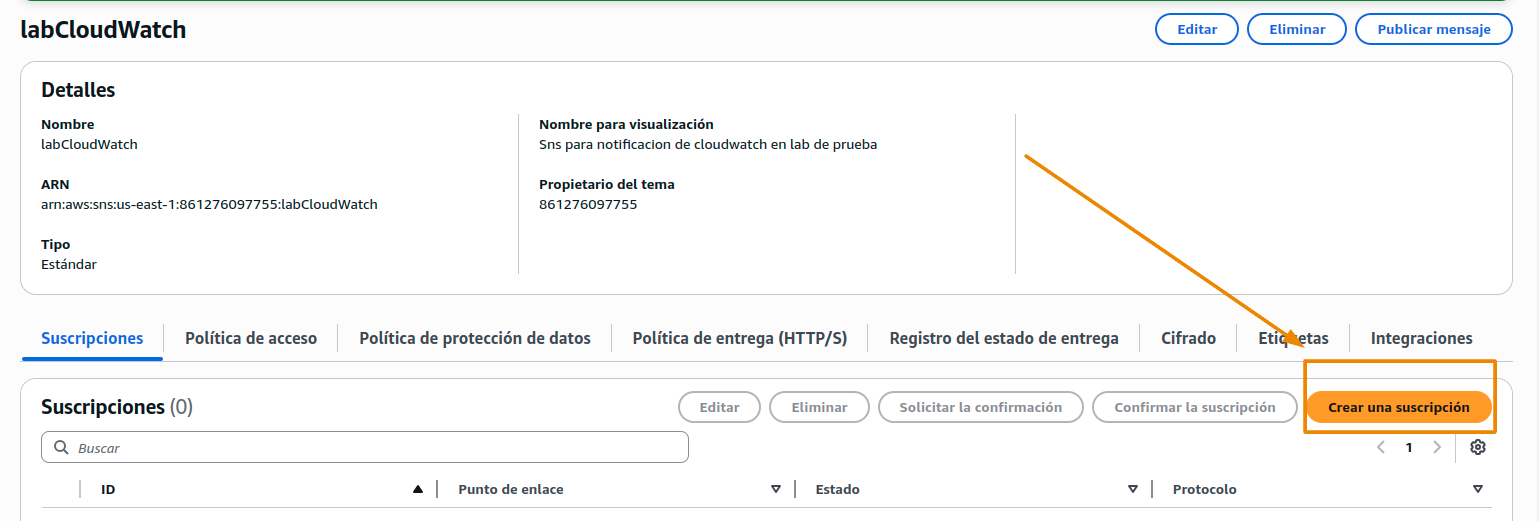 labCloudWatch
Editar
Eliminar
Publicar mensaje
Detalles
Nombre
labCloudWatch
Nombre para visualización
Sns para notificacion de cloudwatch en lab de prueba
ARN
arn:aws:sns:us-east-1:861276097755:labCloudWatch
Propietario del tema
861276097755
Tipo
Estándar
Suscripciones
Política de acceso
Política de protección de datos
Política de entrega (HTTP/S)
Registro del estado de entrega
Cifrado
Etiquetas
Integraciones
Suscripciones (0)
Editar
Eliminar
Solicitar la confirmación
Confirmar la suscripción
Crear una suscripción
Buscar
1
ID
Punto de enlace
Estado
Protocolo